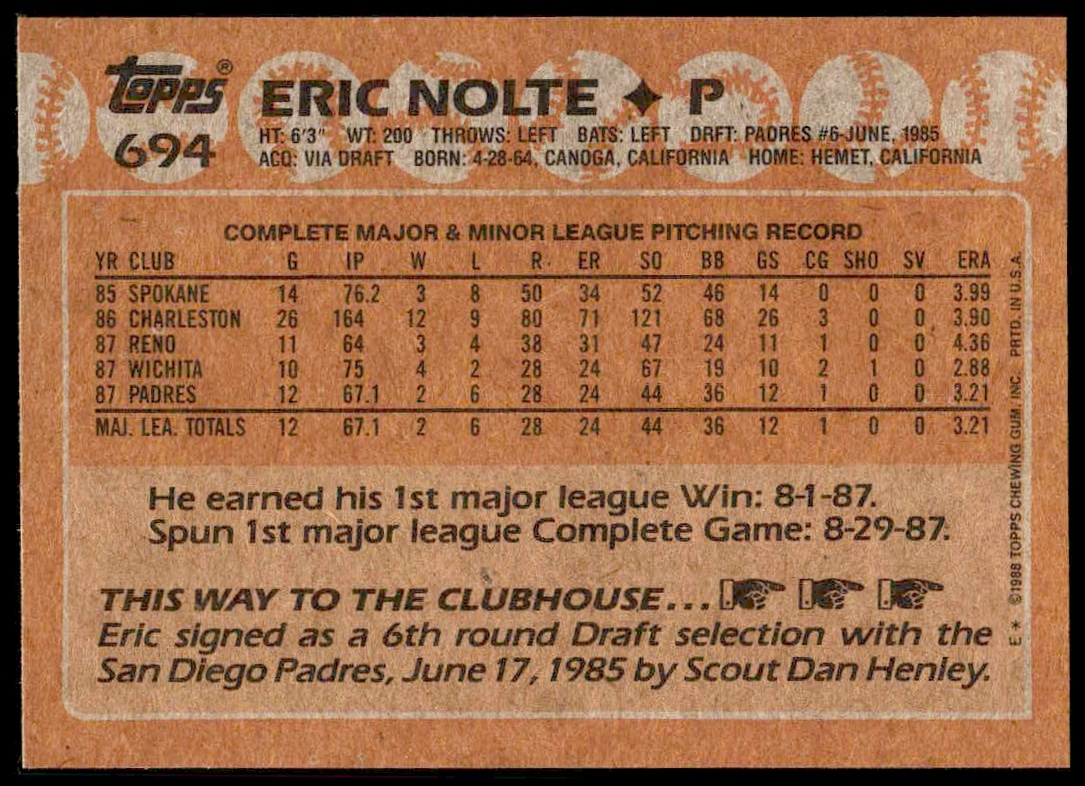 topps®
694
ERIC NOLTE ✦ P
HT: 6'3" WT: 200 THROWS: LEFT BATS: LEFT DRFT: PADRES #6-JUNE, 1985
ACQ: VIA DRAFT BORN: 4-28-64, CANOGA, CALIFORNIA HOME: HEMET, CALIFORNIA
COMPLETE MAJOR & MINOR LEAGUE PITCHING RECORD
YR CLUB G IP W L R ER SO BB GS CG SHO SV ERA
85 SPOKANE 14 76.2 3 8 50 34 52 46 14 0 0 0 3.99
86 CHARLESTON 26 164 12 9 80 71 121 68 26 3 0 0 3.90
87 RENO 11 64 3 4 38 31 47 24 11 1 0 0 4.36
87 WICHITA 10 75 4 2 28 24 67 19 10 2 1 0 2.88
87 PADRES 12 67.1 2 6 28 24 44 36 12 1 0 0 3.21
MAJ. LEA. TOTALS 12 67.1 2 6 28 24 44 36 12 1 0 0 3.21
He earned his 1st major league Win: 8-1-87.
Spun 1st major league Complete Game: 8-29-87.
THIS WAY TO THE CLUBHOUSE...
Eric signed as a 6th round Draft selection with the
San Diego Padres, June 17, 1985 by Scout Dan Henley.
E * ©1988 TOPPS CHEWING GUM, INC. PRTD. IN U.S.A.